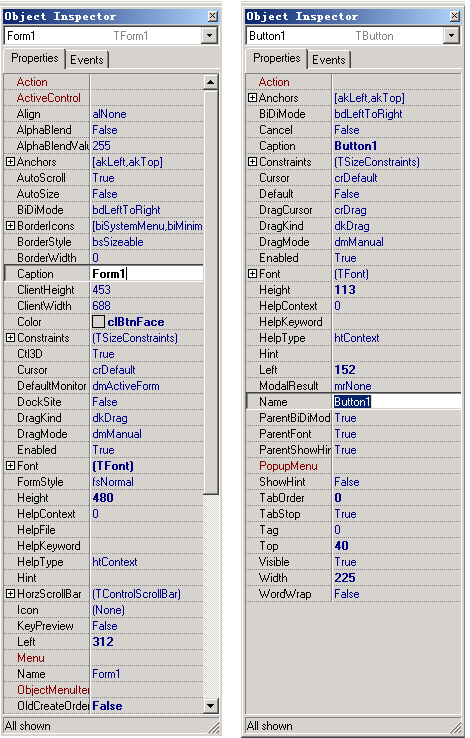 Object Inspector
Form1 TForm1
Properties Events
Action
ActiveControl
Align alNone
AlphaBlend False
AlphaBlendValu 255
Anchors [akLeft,akTop]
AutoScroll True
AutoSize False
BiDiMode bdLeftToRight
BorderIcons [biSystemMenu,biMinim
BorderStyle bsSizeable
BorderWidth 0
Caption Form1
ClientHeight 453
ClientWidth 688
Color clBtnFace
Constraints (TSizeConstraints)
Ctl3D True
Cursor crDefault
DefaultMonitor dmActiveForm
DockSite False
DragKind dkDrag
DragMode dmManual
Enabled True
Font (TFont)
FormStyle fsNormal
Height 480
HelpContext 0
HelpFile
HelpKeyword
HelpType htContext
Hint
HorzScrollBar (TControlScrollBar)
Icon (None)
KeyPreview False
Left 312
Menu
Name Form1
ObjectMenuIter
OldCreateOrder False
All shown
Object Inspector
Button1 TButton
Properties Events
Action
Anchors [akLeft,akTop]
BiDiMode bdLeftToRight
Cancel False
Caption Button1
Constraints (TSizeConstraints)
Cursor crDefault
Default False
DragCursor crDrag
DragKind dkDrag
DragMode dmManual
Enabled True
Font (TFont)
Height 113
HelpContext 0
HelpKeyword
HelpType htContext
Hint
Left 152
ModalResult mrNone
Name Button1
ParentBiDiMod True
ParentFont True
ParentShowHin True
PopupMenu
ShowHint False
TabOrder 0
TabStop True
Tag 0
Top 40
Visible True
Width 225
WordWrap False
All shown